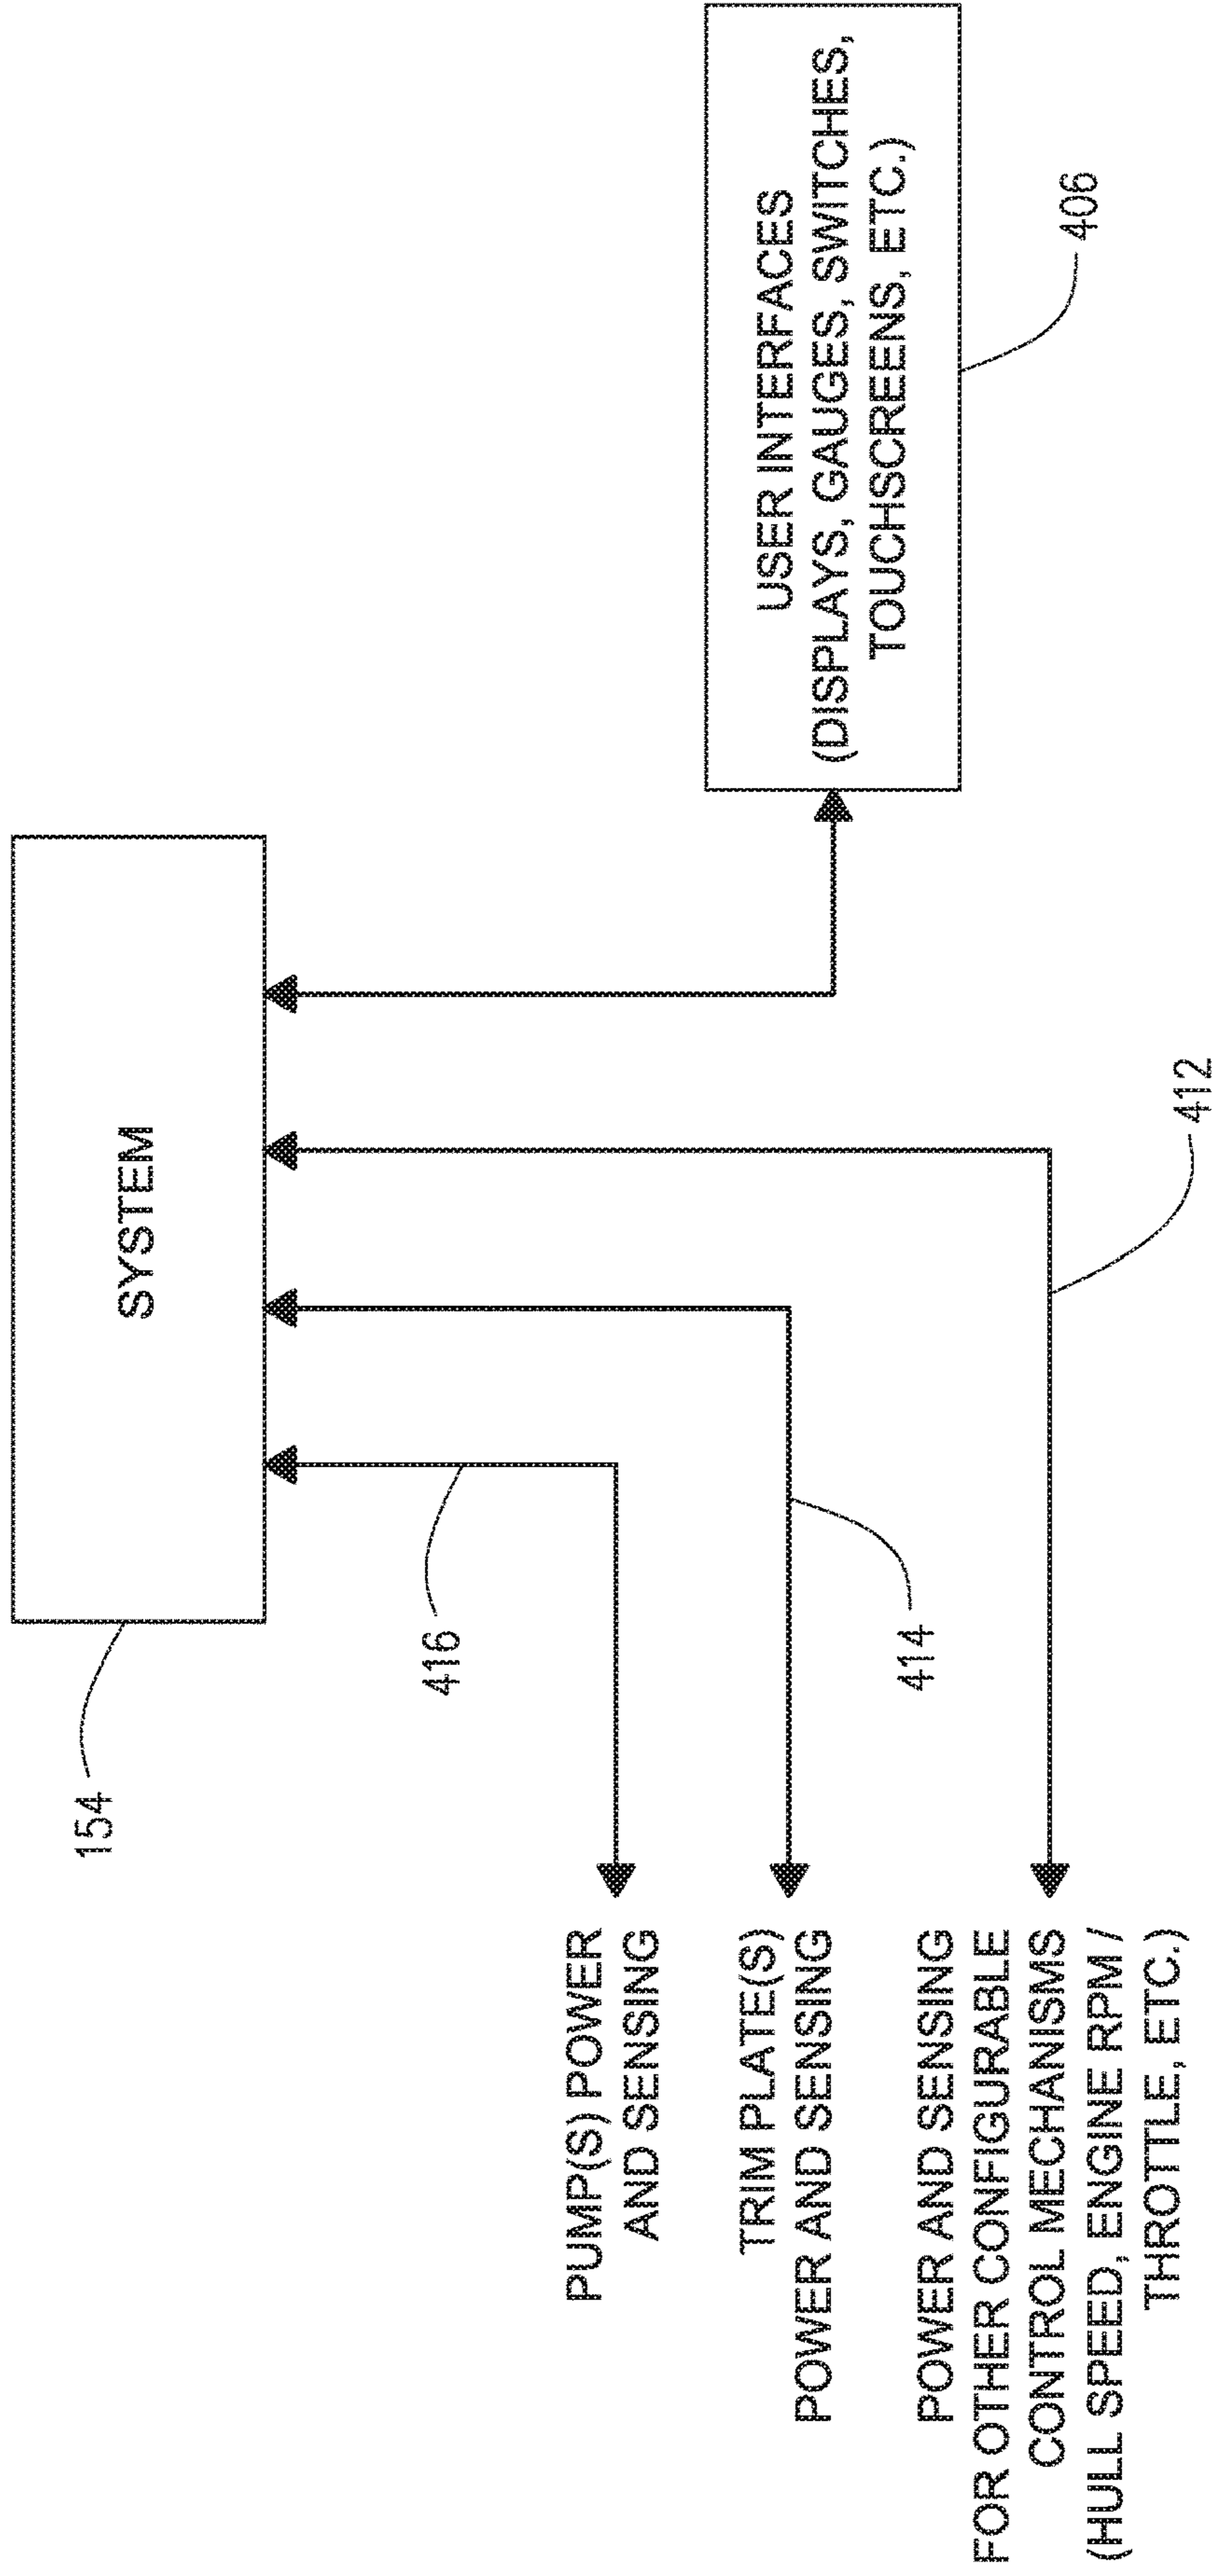 154
SYSTEM
416
PUMP(S) POWER
AND SENSING
TRIM PLATE(S)
POWER AND SENSING
414
POWER AND SENSING
FOR OTHER CONFIGURABLE
CONTROL MECHANISMS
(HULL SPEED, ENGINE RPM /
THROTTLE, ETC.)
412
USER INTERFACES
(DISPLAYS, GAUGES, SWITCHES,
TOUCHSCREENS, ETC.)
406